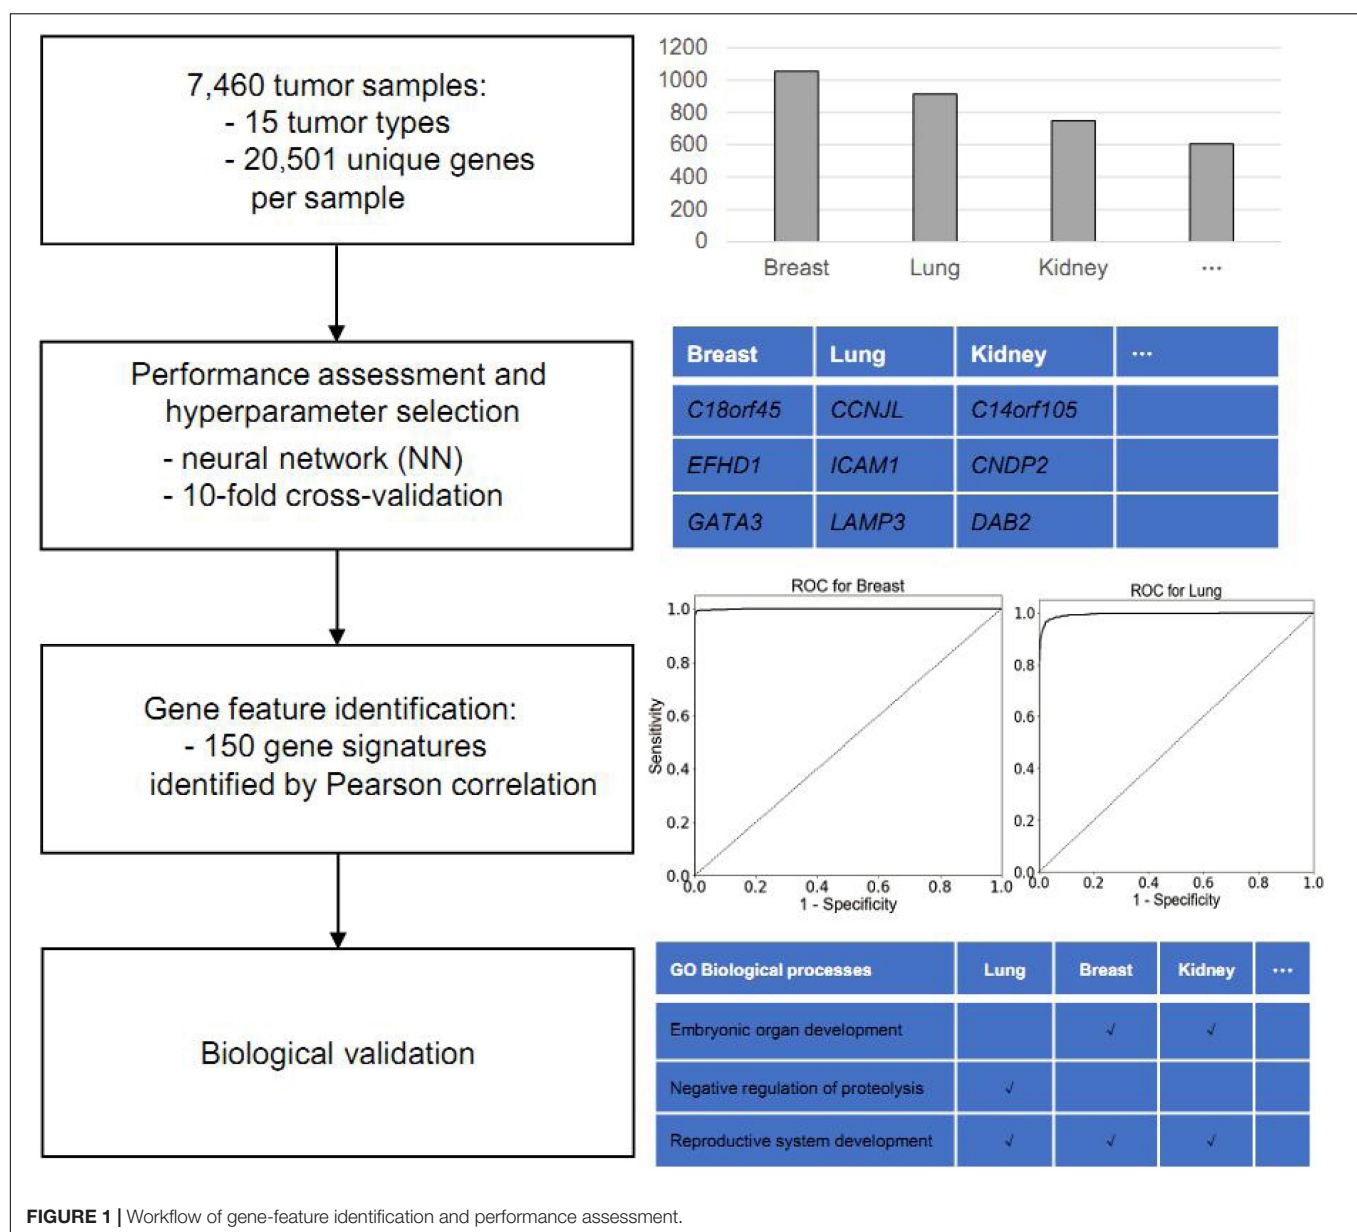 7,460 tumor samples:
- 15 tumor types
- 20,501 unique genes
per sample
1200
1000
800
600
400
200
0
Breast Lung Kidney ...
Performance assessment and
hyperparameter selection
- neural network (NN)
- 10-fold cross-validation
Breast Lung Kidney ...
C18orf45 CCNJL C14orf105
EFHD1 ICAM1 CNDP2
GATA3 LAMP3 DAB2
Gene feature identification:
- 150 gene signatures
identified by Pearson correlation
ROC for Breast
1.0
0.8
0.6
0.4
0.2
0.0
Sensitivity
0.0 0.2 0.4 0.6 0.8 1.0
1 - Specificity
ROC for Lung
1.0
0.8
0.6
0.4
0.2
0.0
0.0 0.2 0.4 0.6 0.8 1.0
1 - Specificity
Biological validation
GO Biological processes Lung Breast Kidney ...
Embryonic organ development √ √
Negative regulation of proteolysis √
Reproductive system development √ √ √
FIGURE 1 | Workflow of gene-feature identification and performance assessment.